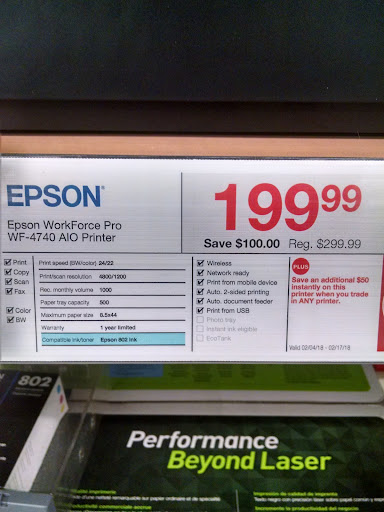 EPSON
Epson WorkForce Pro
WF-4740 AIO Printer
199.99
Save $100.00 Reg. $299.99
Print
Copy
Scan
Fax
Color
BW
Print speed (BW/color) 24/22
Print/scan resolution 4800/1200
Rec. monthly volume 1000
Paper tray capacity 500
Maximum paper size 8.5x44
Warranty 1 year limited
Compatible ink/toner Epson 802 ink
Wireless
Network ready
Print from mobile device
Auto. 2-sided printing
Auto. document feeder
Print from USB
Photo tray
Instant ink eligible
EcoTank
PLUS
Save an additional $50
instantly on this
printer when you trade
in ANY printer.
Valid 02/04/18 - 02/17/18
802
Performance
Beyond Laser